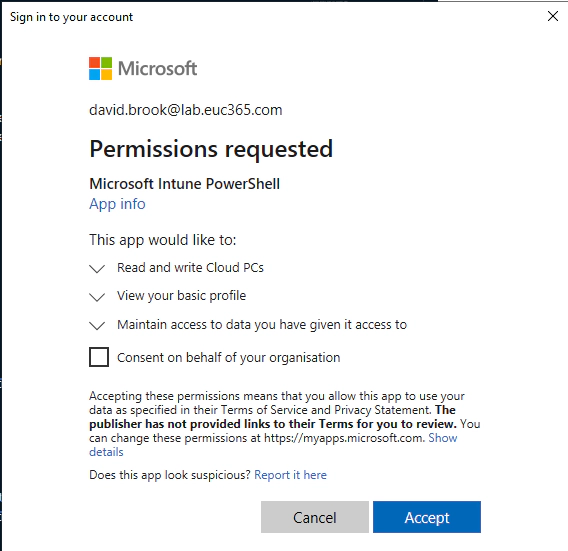 Sign in to your account
Microsoft
david.brook@lab.euc365.com
Permissions requested
Microsoft Intune PowerShell
App info
This app would like to:
Read and write Cloud PCs
View your basic profile
Maintain access to data you have given it access to
Consent on behalf of your organisation
Accepting these permissions means that you allow this app to use your
data as specified in their Terms of Service and Privacy Statement. The
publisher has not provided links to their Terms for you to review. You
can change these permissions at https://myapps.microsoft.com. Show
details
Does this app look suspicious? Report it here
Cancel
Accept